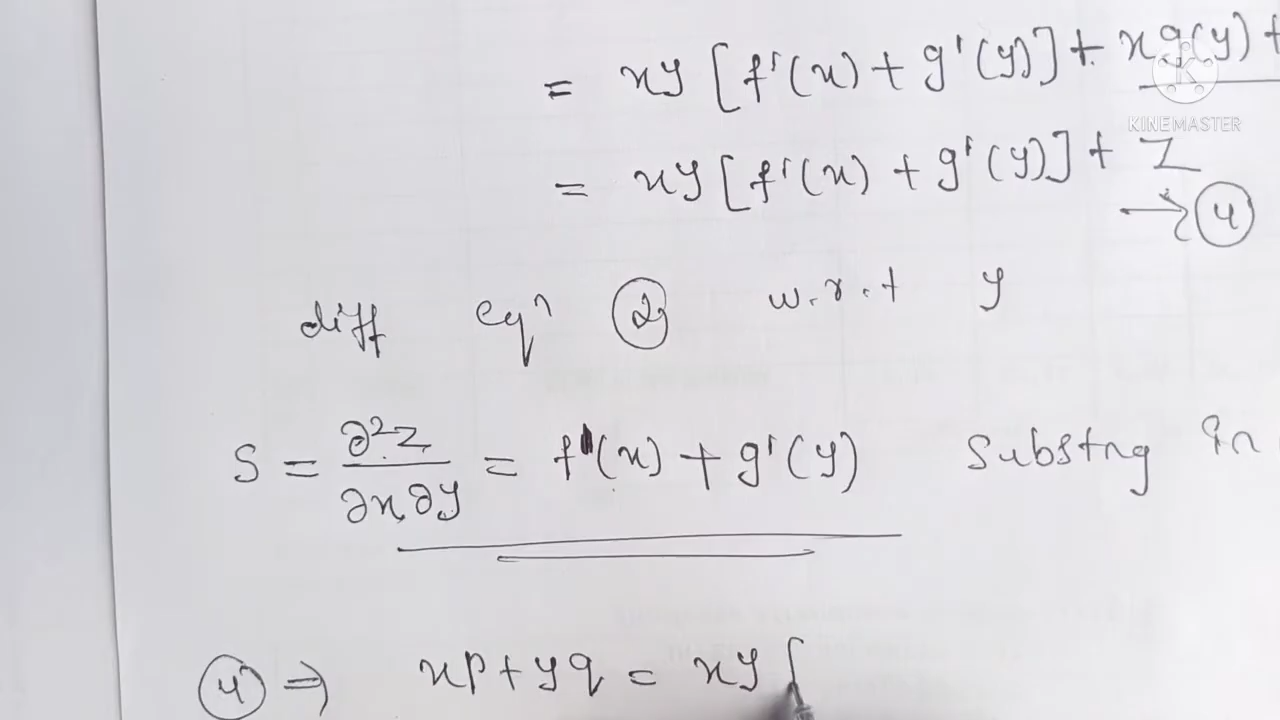 = xy [f'(x) + g'(y)] + xg(y) +
KINEMASTER
= xy [f'(x) + g'(y)] + z
→ (4)
diff eqn (2) w.r.t y
S = ∂²z / ∂x ∂y = f'(x) + g'(y) Substng in
(4) ⇒ xp + yq = xy [